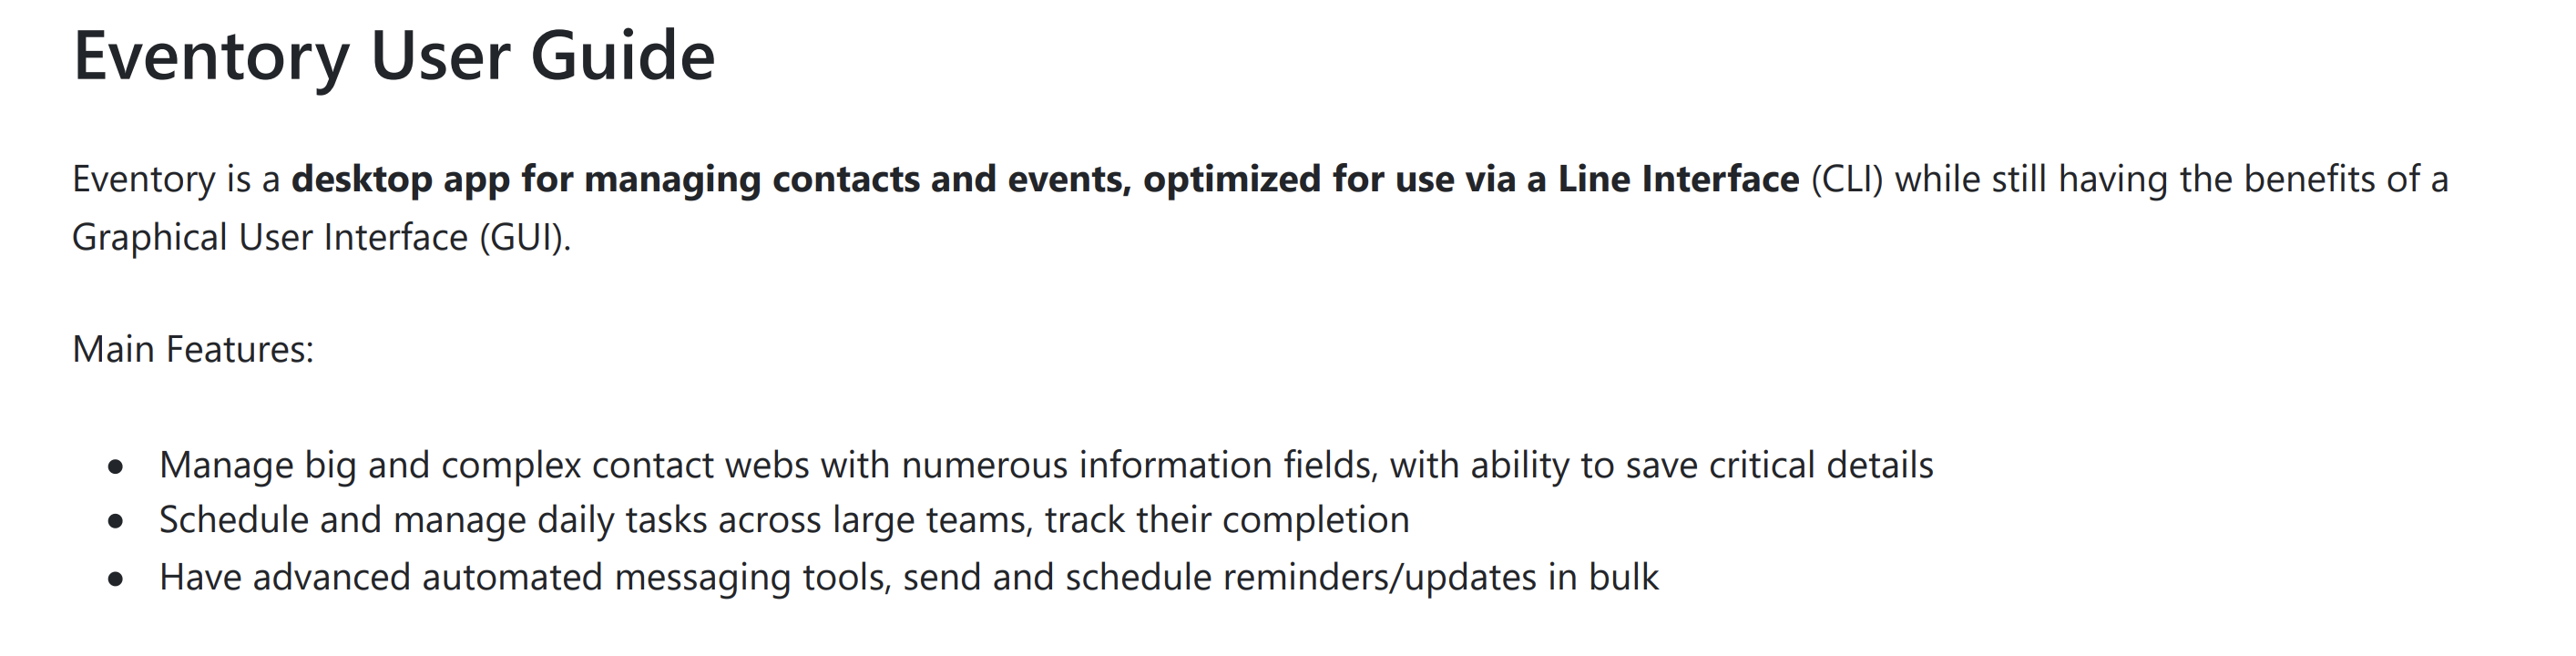 Eventory User Guide
Eventory is a desktop app for managing contacts and events, optimized for use via a Line Interface (CLI) while still having the benefits of a
Graphical User Interface (GUI).
Main Features:
• Manage big and complex contact webs with numerous information fields, with ability to save critical details
• Schedule and manage daily tasks across large teams, track their completion
• Have advanced automated messaging tools, send and schedule reminders/updates in bulk